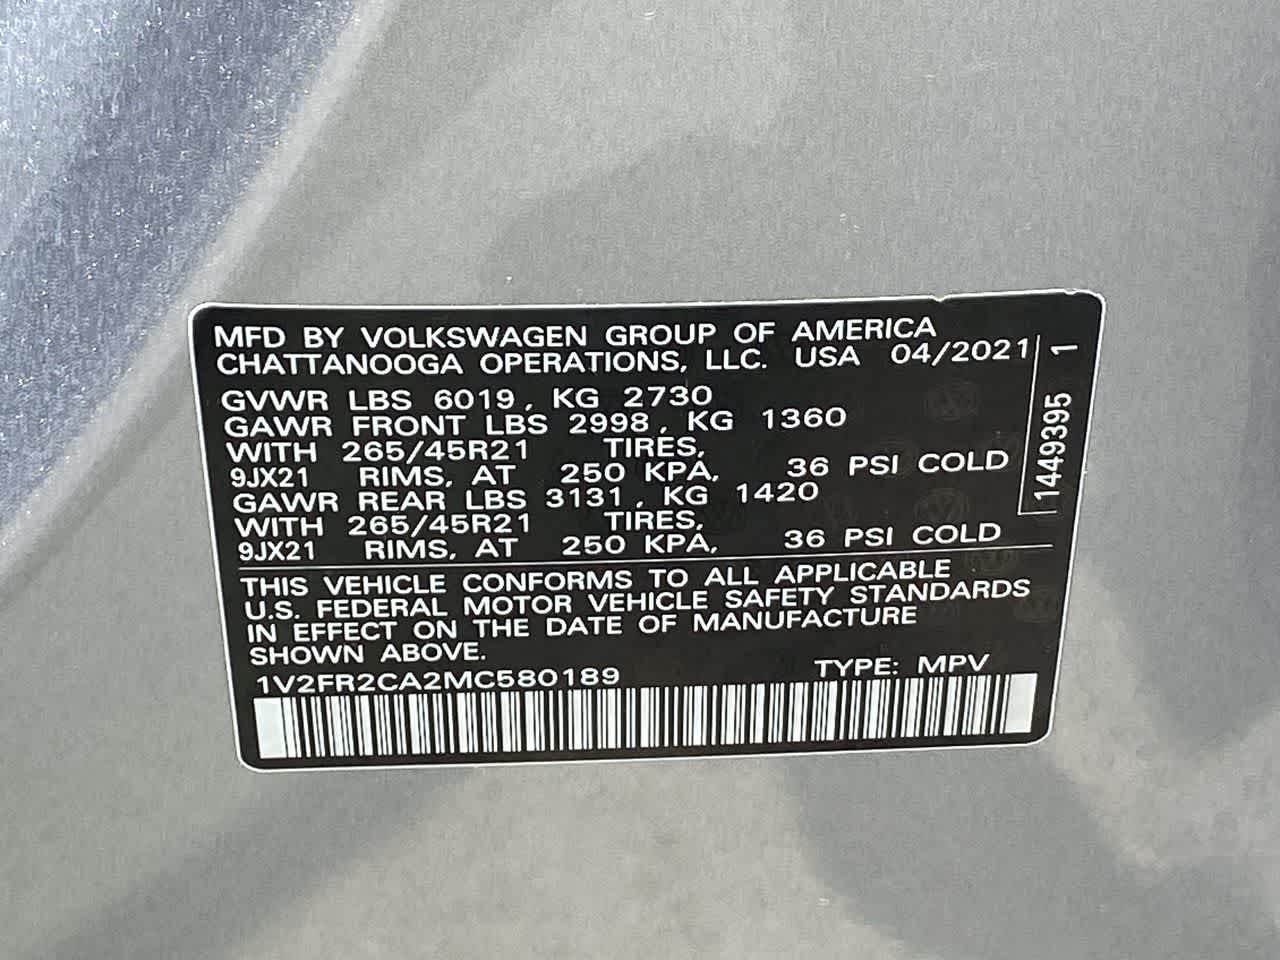 MFD BY VOLKSWAGEN GROUP OF AMERICA
CHATTANOOGA OPERATIONS, LLC. USA 04/2021
GVWR LBS 6019, KG 2730
GAWR FRONT LBS 2998, KG 1360
WITH 265/45R21 TIRES,
9JX21 RIMS, AT 250 KPA, 36 PSI COLD
GAWR REAR LBS 3131, KG 1420
WITH 265/45R21 TIRES,
9JX21 RIMS, AT 250 KPA, 36 PSI COLD
THIS VEHICLE CONFORMS TO ALL APPLICABLE
U.S. FEDERAL MOTOR VEHICLE SAFETY STANDARDS
IN EFFECT ON THE DATE OF MANUFACTURE
SHOWN ABOVE.
1V2FR2CA2MC580189 TYPE: MPV
1449395 1